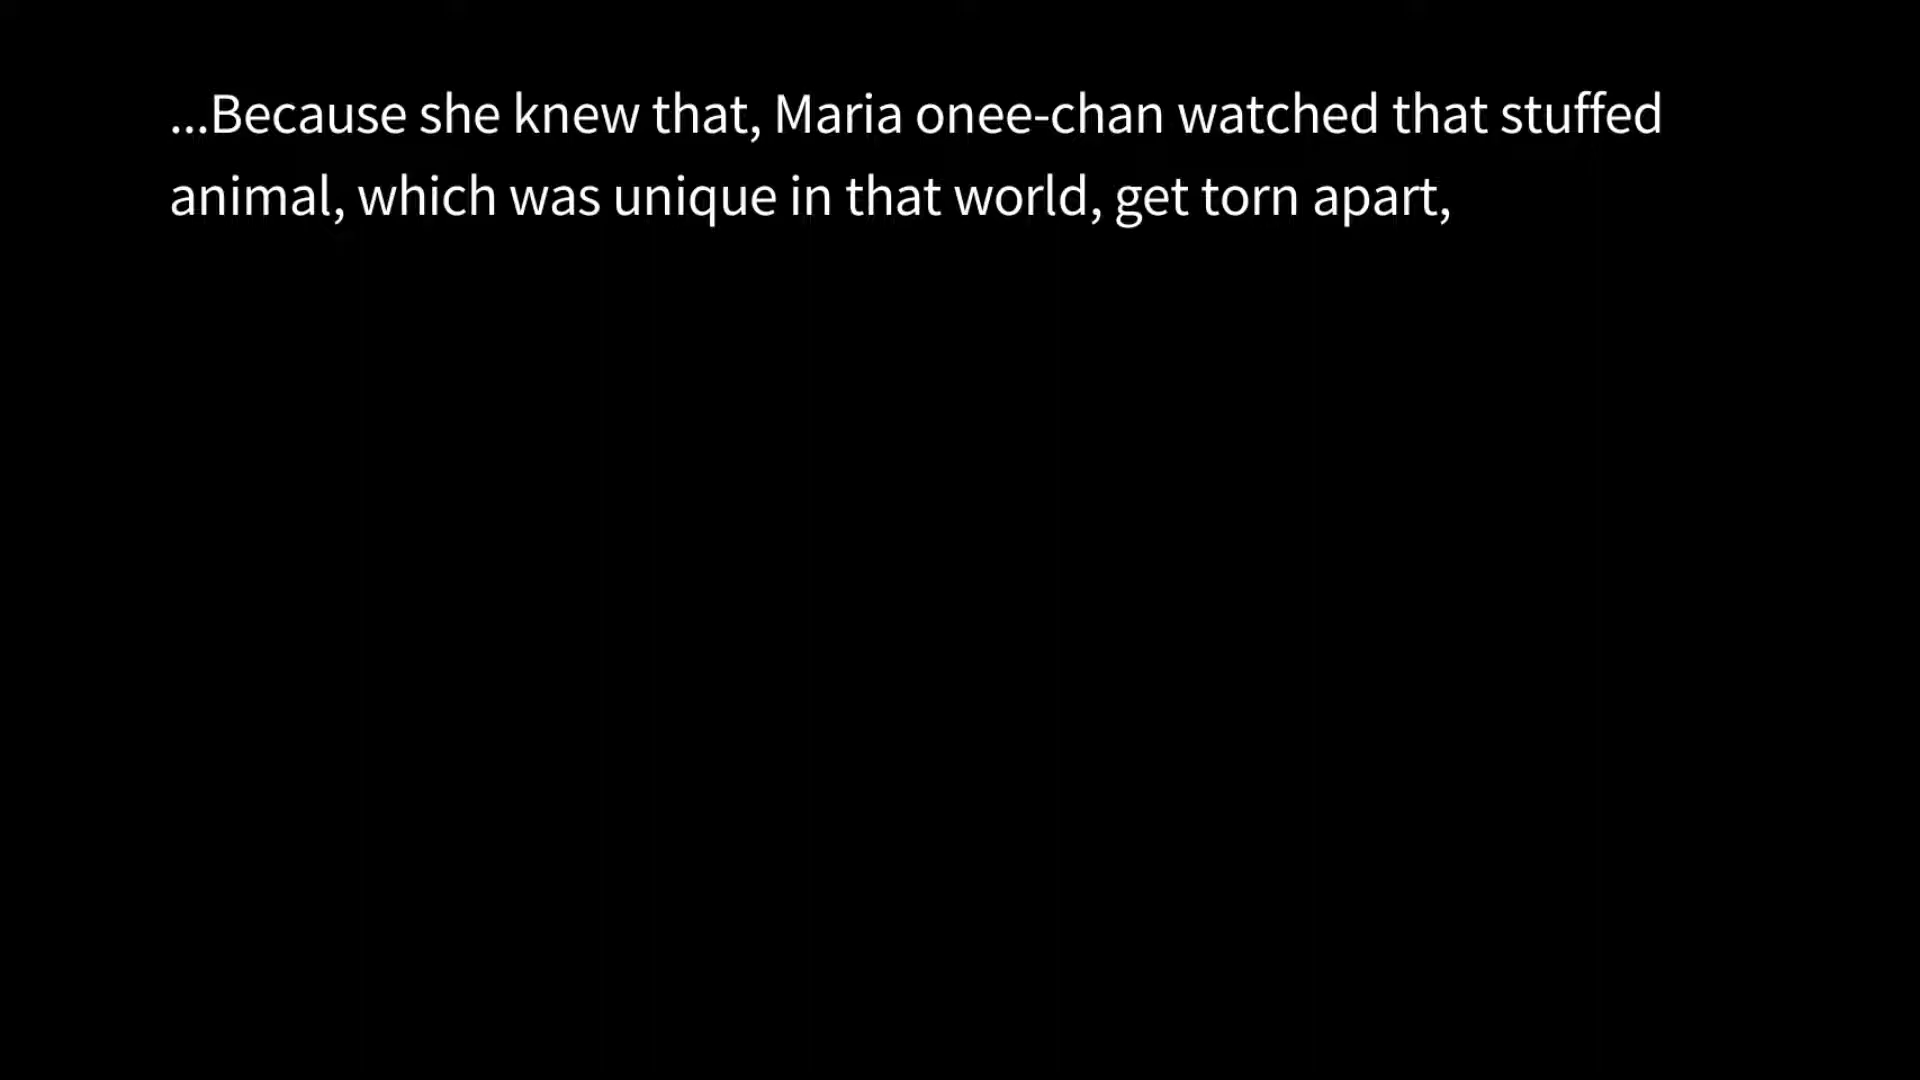 ...Because she knew that, Maria onee-chan watched that stuffed
animal, which was unique in that world, get torn apart,